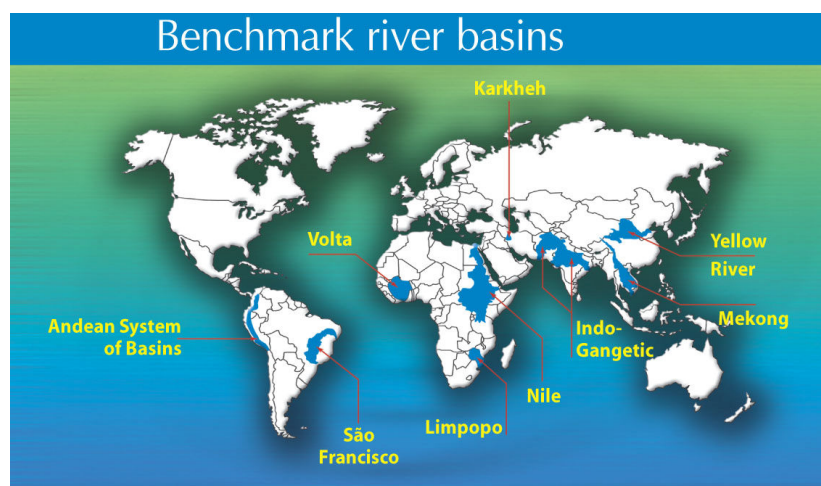 Benchmark river basins
Karkheh
Volta
Yellow
River
Andean System
of Basins
Mekong
Indo-
Gangetic
Nile
Limpopo
São
Francisco